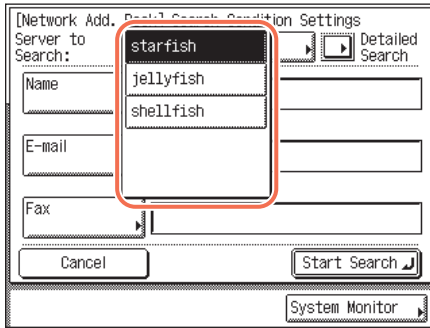 [Network Add. Book] Search Condition Settings
Server to Search:
starfish
jellyfish
shellfish
Detailed Search
Name
E-mail
Fax
Cancel
Start Search
System Monitor